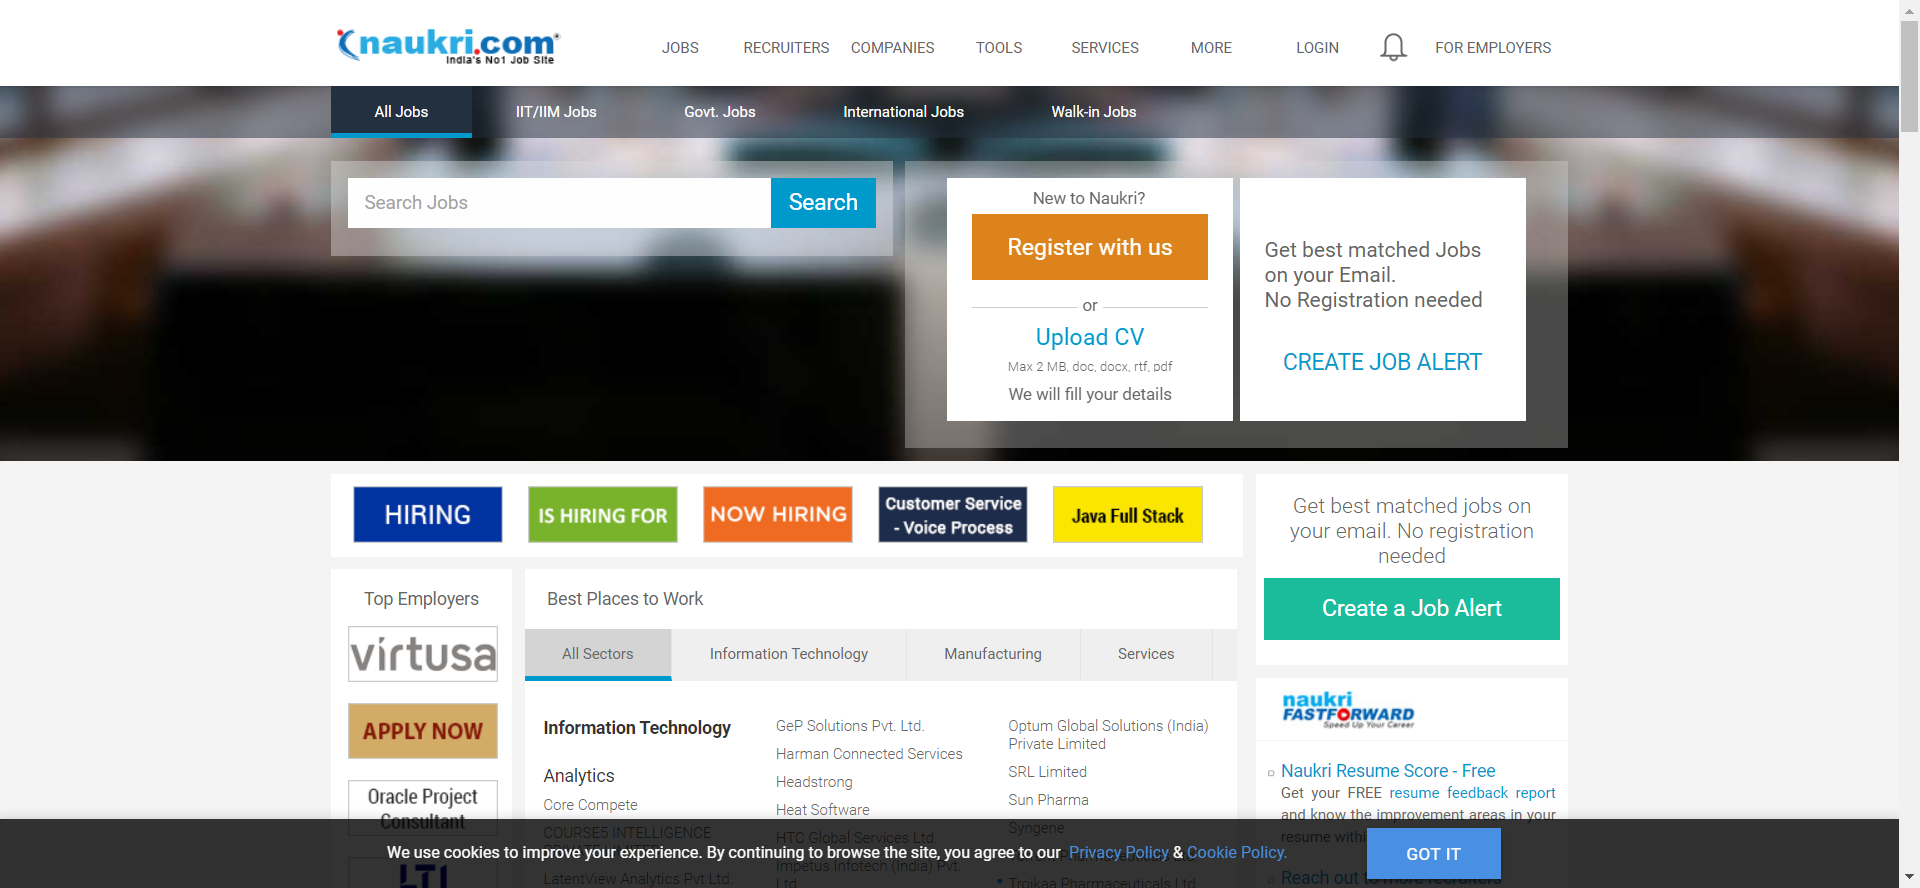 naukri.com
India's No1 Job Site
JOBS
RECRUITERS
COMPANIES
TOOLS
SERVICES
MORE
LOGIN
FOR EMPLOYERS
All Jobs
IIT/IIM Jobs
Govt. Jobs
International Jobs
Walk-in Jobs
Search Jobs
Search
New to Naukri?
Register with us
or
Upload CV
Max 2 MB, doc, docx, rtf, pdf
We will fill your details
Get best matched Jobs
on your Email.
No Registration needed
CREATE JOB ALERT
HIRING
IS HIRING FOR
NOW HIRING
Customer Service
- Voice Process
Java Full Stack
Get best matched jobs on
your email. No registration
needed
Create a Job Alert
Top Employers
virtusa
APPLY NOW
Oracle Project
Consultant
LTI
Best Places to Work
All Sectors
Information Technology
Manufacturing
Services
Information Technology
Analytics
Core Compete
COURSE5 INTELLIGENCE
LatentView Analytics Pvt Ltd.
GeP Solutions Pvt. Ltd.
Harman Connected Services
Headstrong
Heat Software
HTC Global Services Ltd.
Impetus Infotech (India) Pvt.
Ltd.
Optum Global Solutions (India)
Private Limited
SRL Limited
Sun Pharma
Syngene
Troikaa Pharmaceuticals Ltd
naukri
FASTFORWARD
Speed Up Your Career
Naukri Resume Score - Free
Get your FREE resume feedback report
and know the improvement areas in your
resume within
Reach out to more recruiters
We use cookies to improve your experience. By continuing to browse the site, you agree to our Privacy Policy & Cookie Policy.
GOT IT